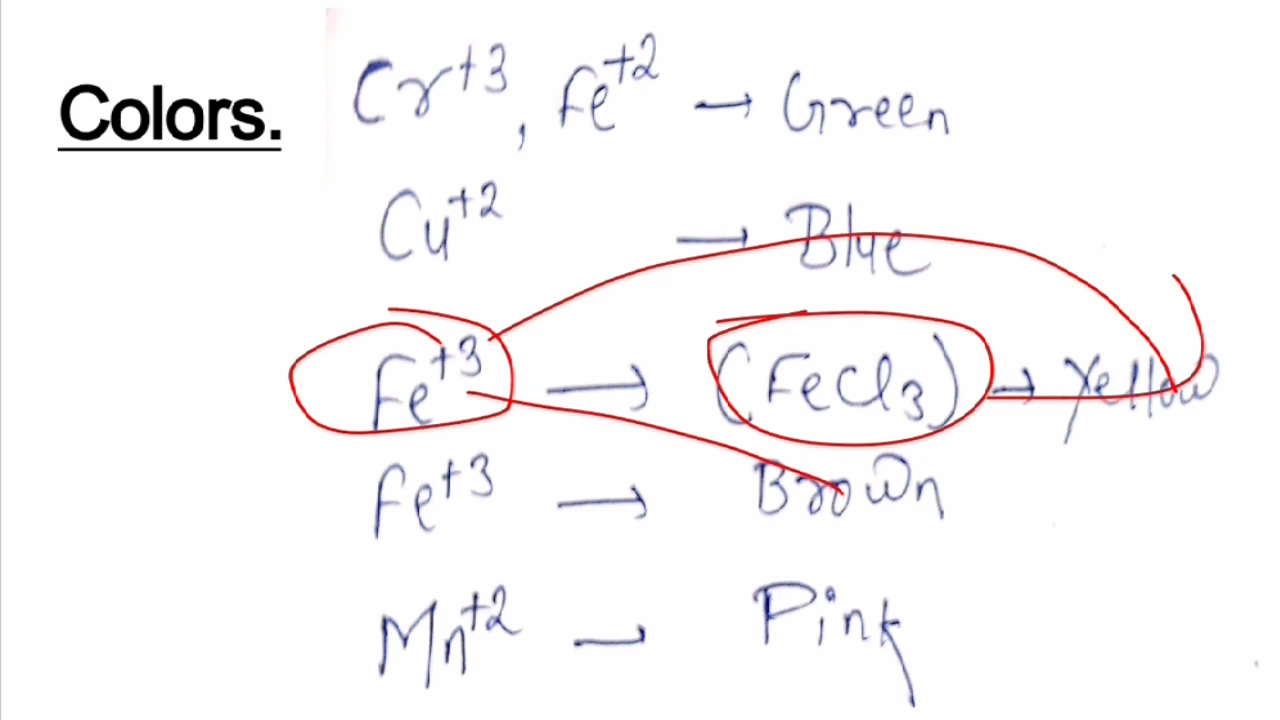 Colors.
Cr+3, Fe+2 → Green
Cu+2 → Blue
Fe+3 → (FeCl3) → Yellow
Fe+3 → Brown
Mn+2 → Pink